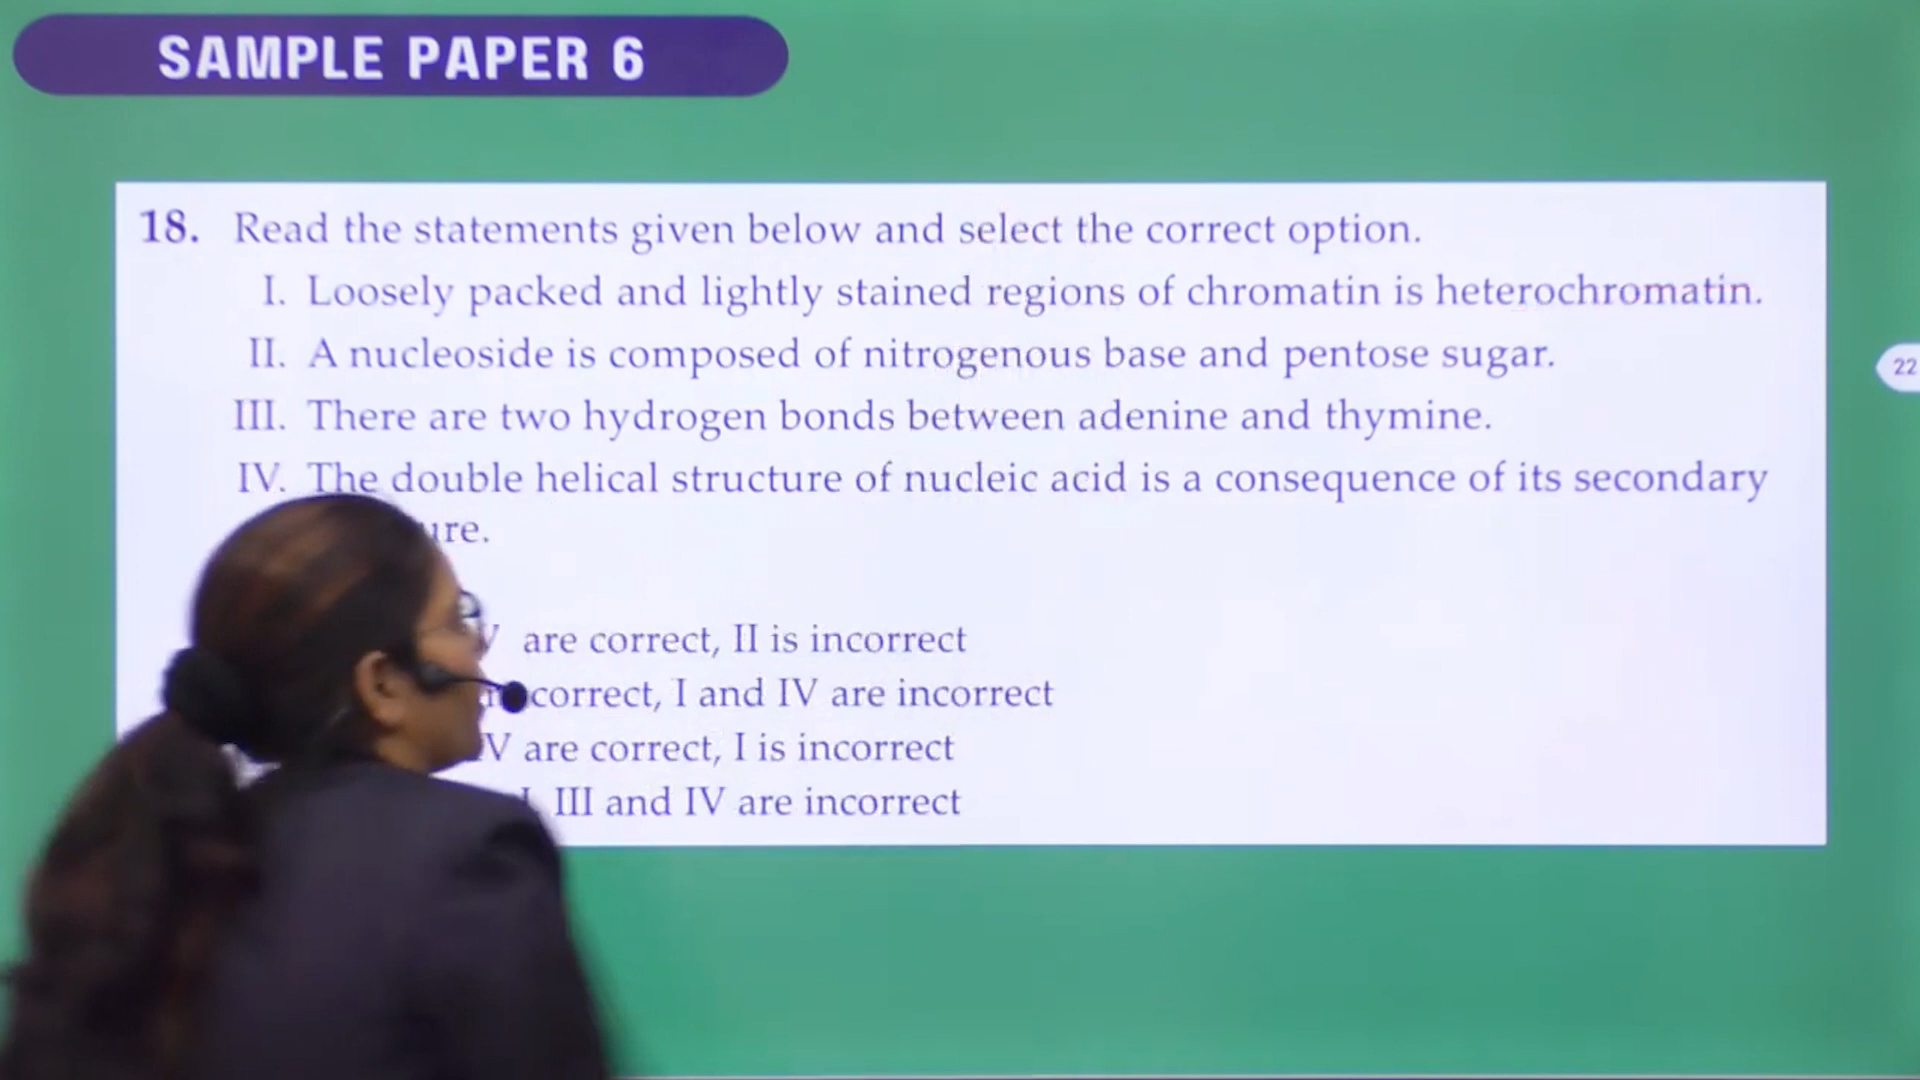 SAMPLE PAPER 6
18. Read the statements given below and select the correct option.
I. Loosely packed and lightly stained regions of chromatin is heterochromatin.
II. A nucleoside is composed of nitrogenous base and pentose sugar.
III. There are two hydrogen bonds between adenine and thymine.
IV. The double helical structure of nucleic acid is a consequence of its secondary
are correct, II is incorrect
correct, I and IV are incorrect
are correct, I is incorrect
III and IV are incorrect
22